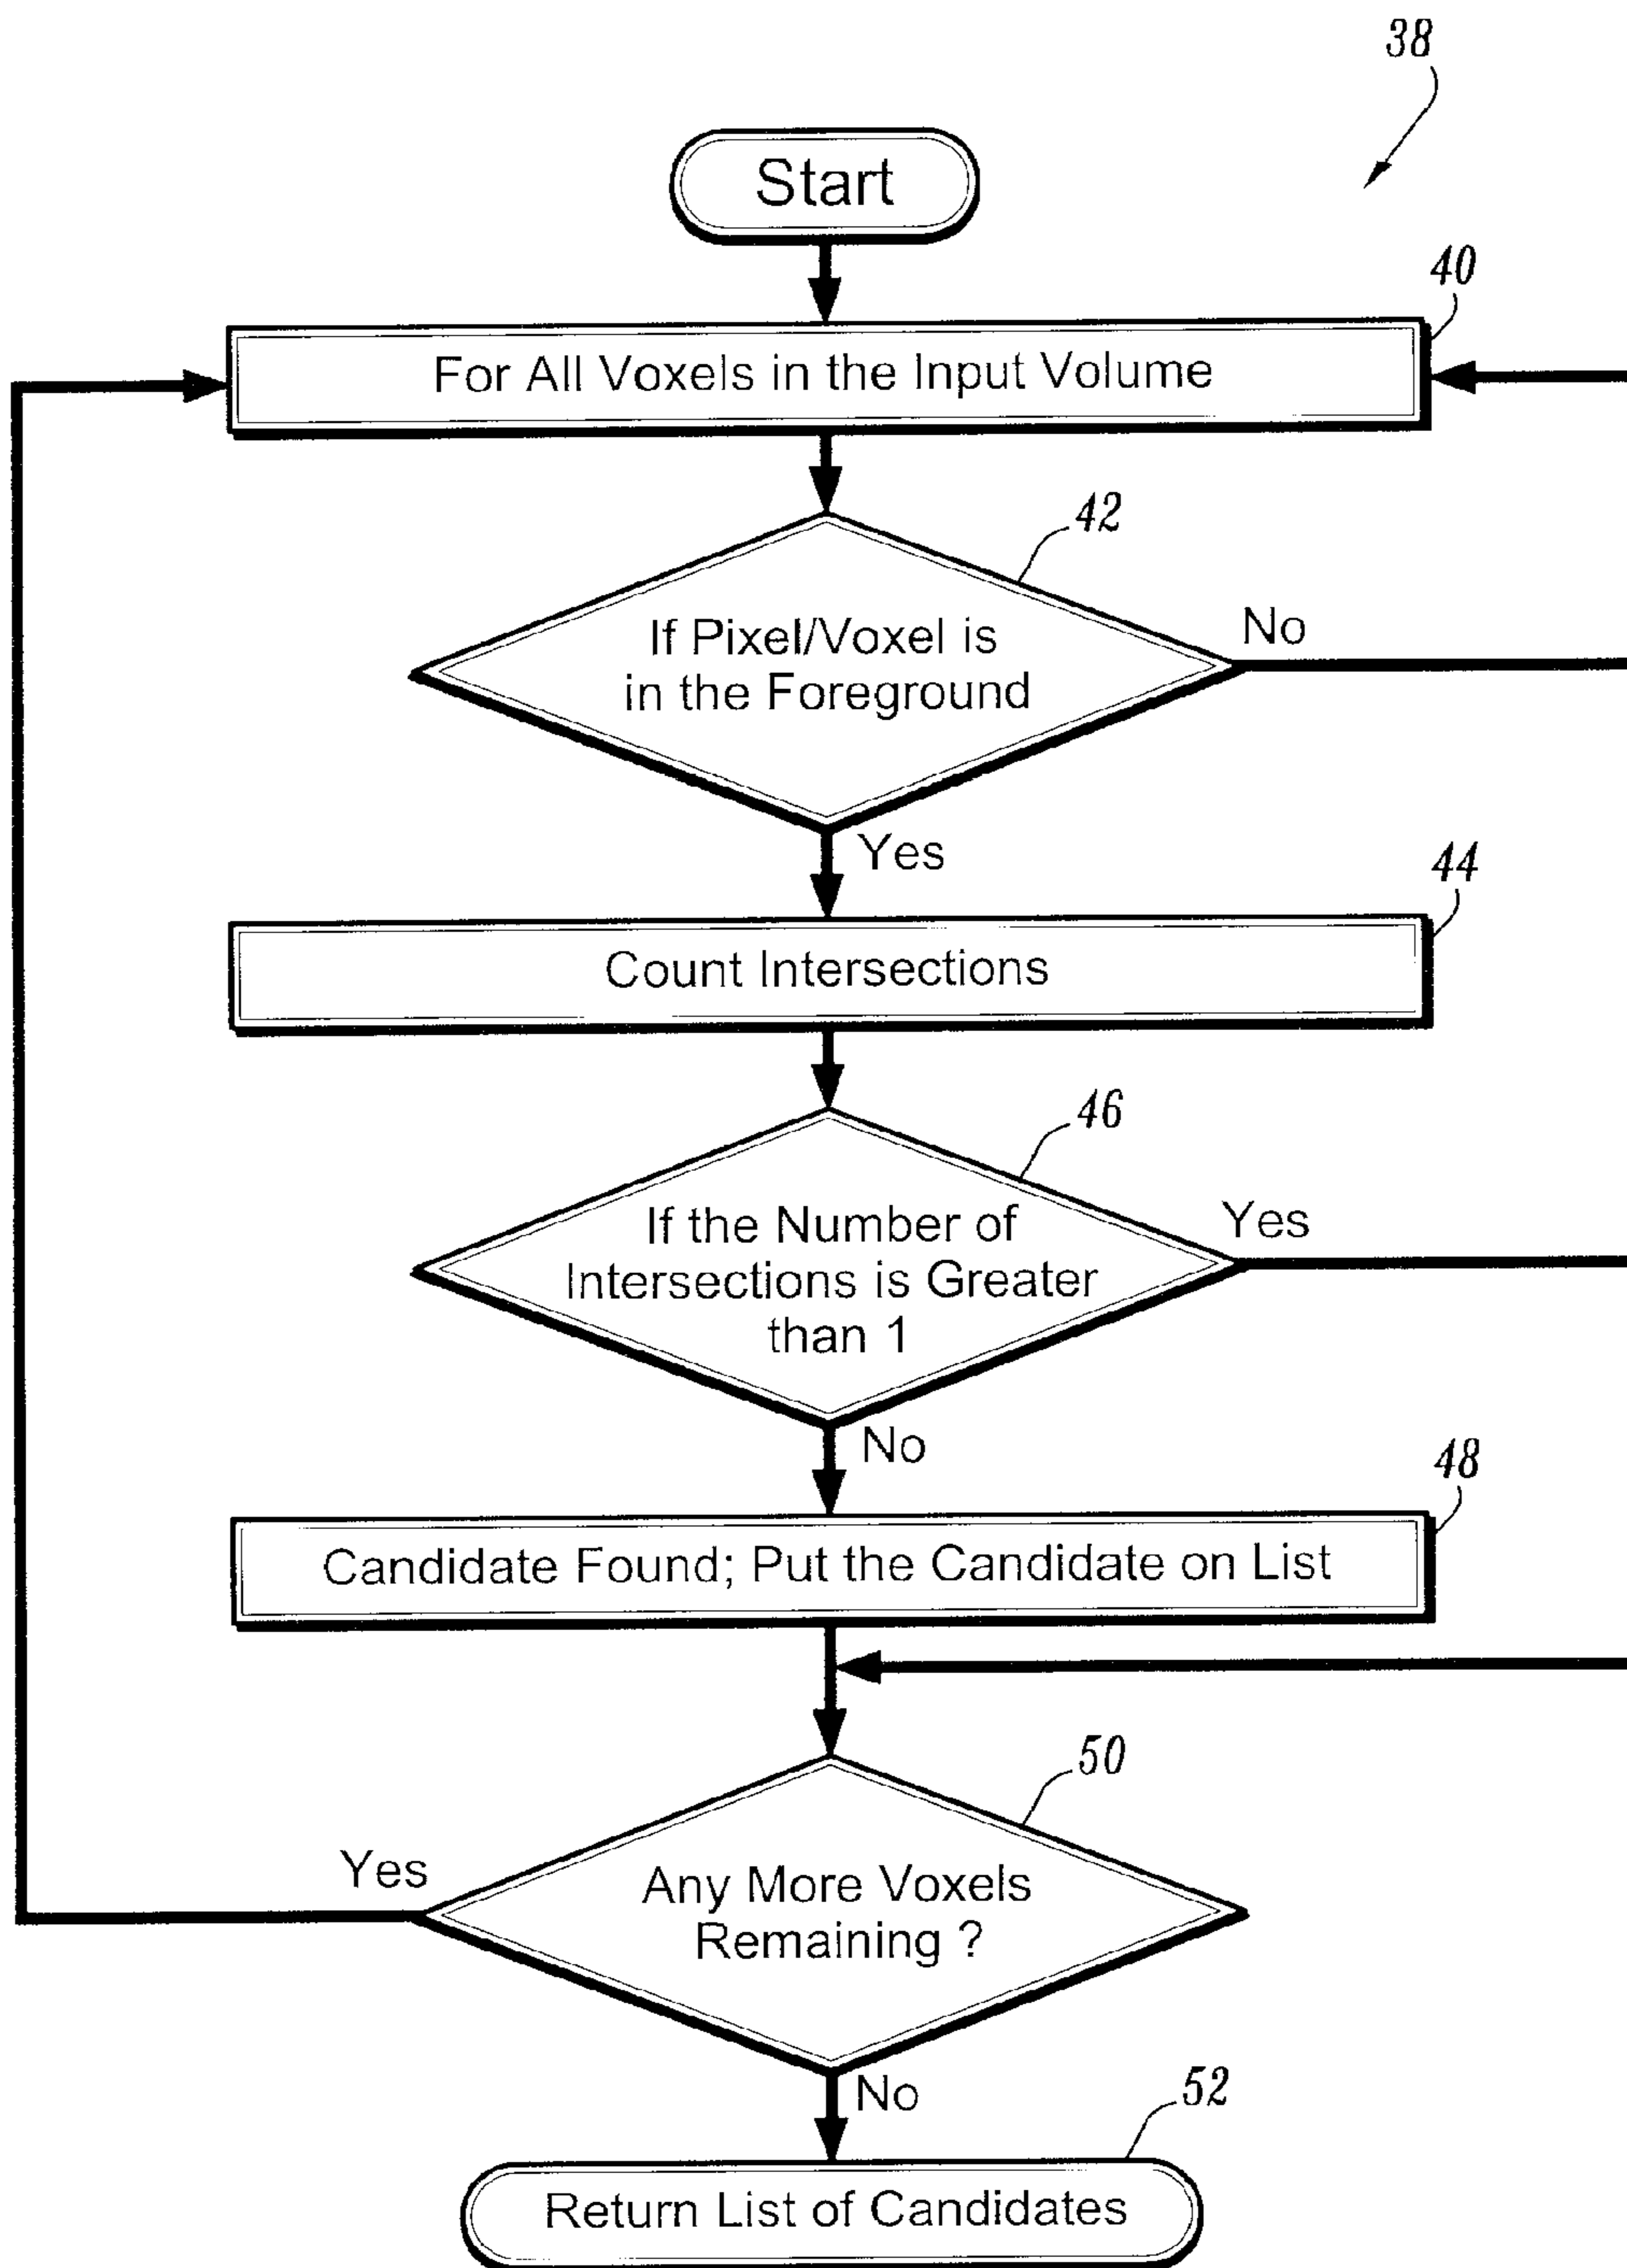 38
Start
40
For All Voxels in the Input Volume
42
If Pixel/Voxel is
in the Foreground
No
Yes
44
Count Intersections
46
If the Number of
Intersections is Greater
than 1
Yes
No
48
Candidate Found; Put the Candidate on List
50
Any More Voxels
Remaining ?
Yes
No
52
Return List of Candidates